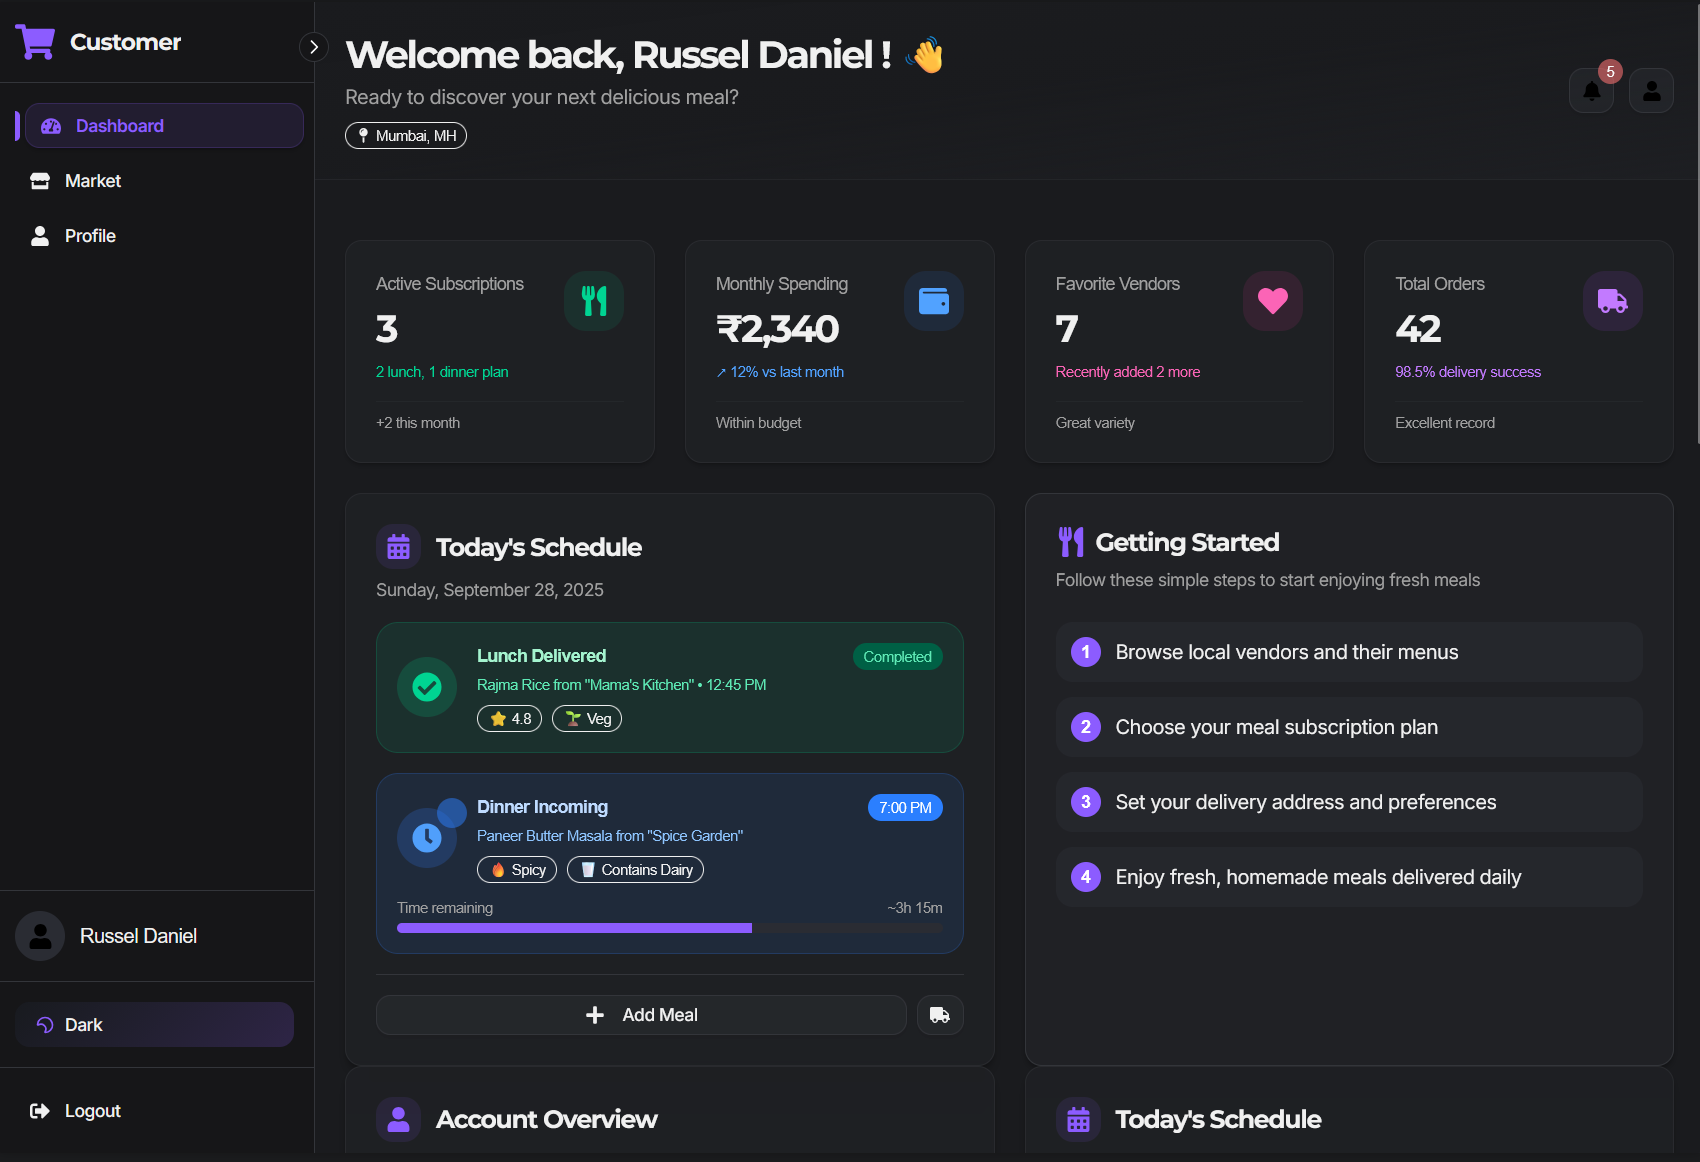 Customer
Dashboard
Market
Profile
Russel Daniel
Dark
Logout
Welcome back, Russel Daniel ! 👋
Ready to discover your next delicious meal?
📍 Mumbai, MH
5
Active Subscriptions
3
2 lunch, 1 dinner plan
+2 this month
Monthly Spending
₹2,340
↗ 12% vs last month
Within budget
Favorite Vendors
7
Recently added 2 more
Great variety
Total Orders
42
98.5% delivery success
Excellent record
Today's Schedule
Sunday, September 28, 2025
Lunch Delivered
Completed
Rajma Rice from "Mama's Kitchen" • 12:45 PM
⭐ 4.8
🌱 Veg
Dinner Incoming
7:00 PM
Paneer Butter Masala from "Spice Garden"
🔥 Spicy
🥛 Contains Dairy
Time remaining
~3h 15m
Add Meal
Getting Started
Follow these simple steps to start enjoying fresh meals
1 Browse local vendors and their menus
2 Choose your meal subscription plan
3 Set your delivery address and preferences
4 Enjoy fresh, homemade meals delivered daily
Account Overview
Today's Schedule